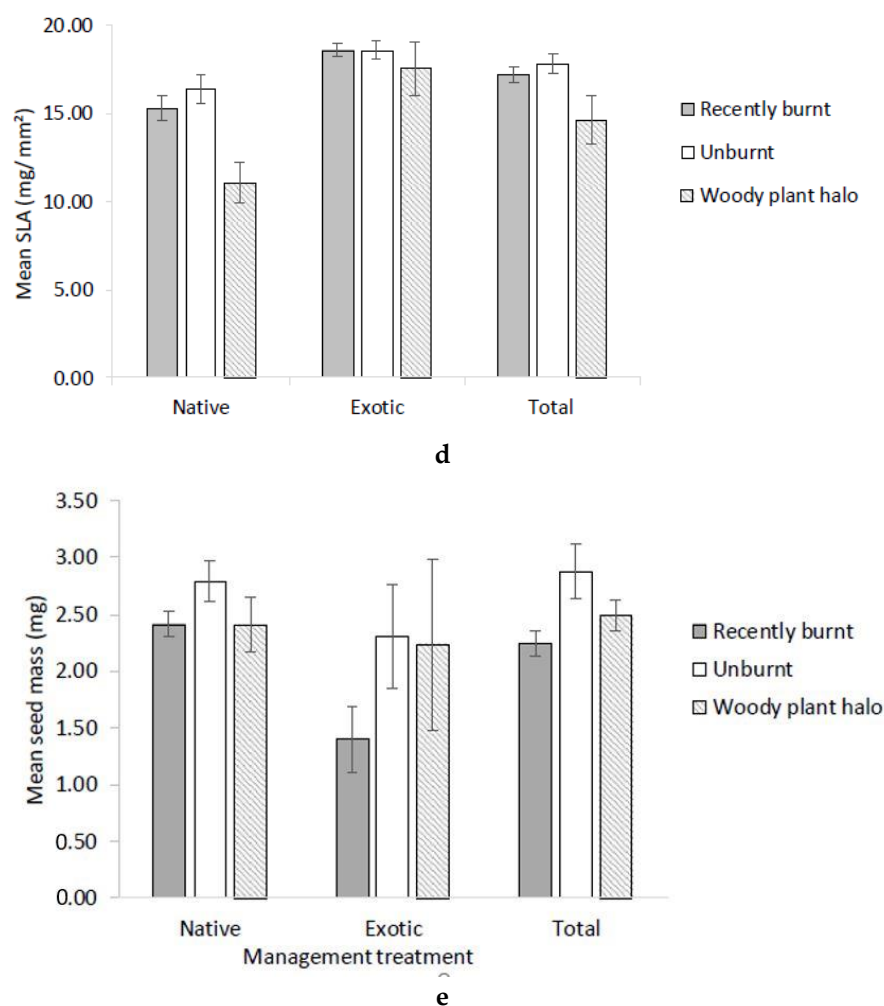 20.00
15.00
10.00
5.00
0.00
Mean SLA (mg/mm²)
Native Exotic Total
Recently burnt
Unburnt
Woody plant halo
d
3.50
3.00
2.50
2.00
1.50
1.00
0.50
0.00
Mean seed mass (mg)
Native Exotic Total
Management treatment
Recently burnt
Unburnt
Woody plant halo
e